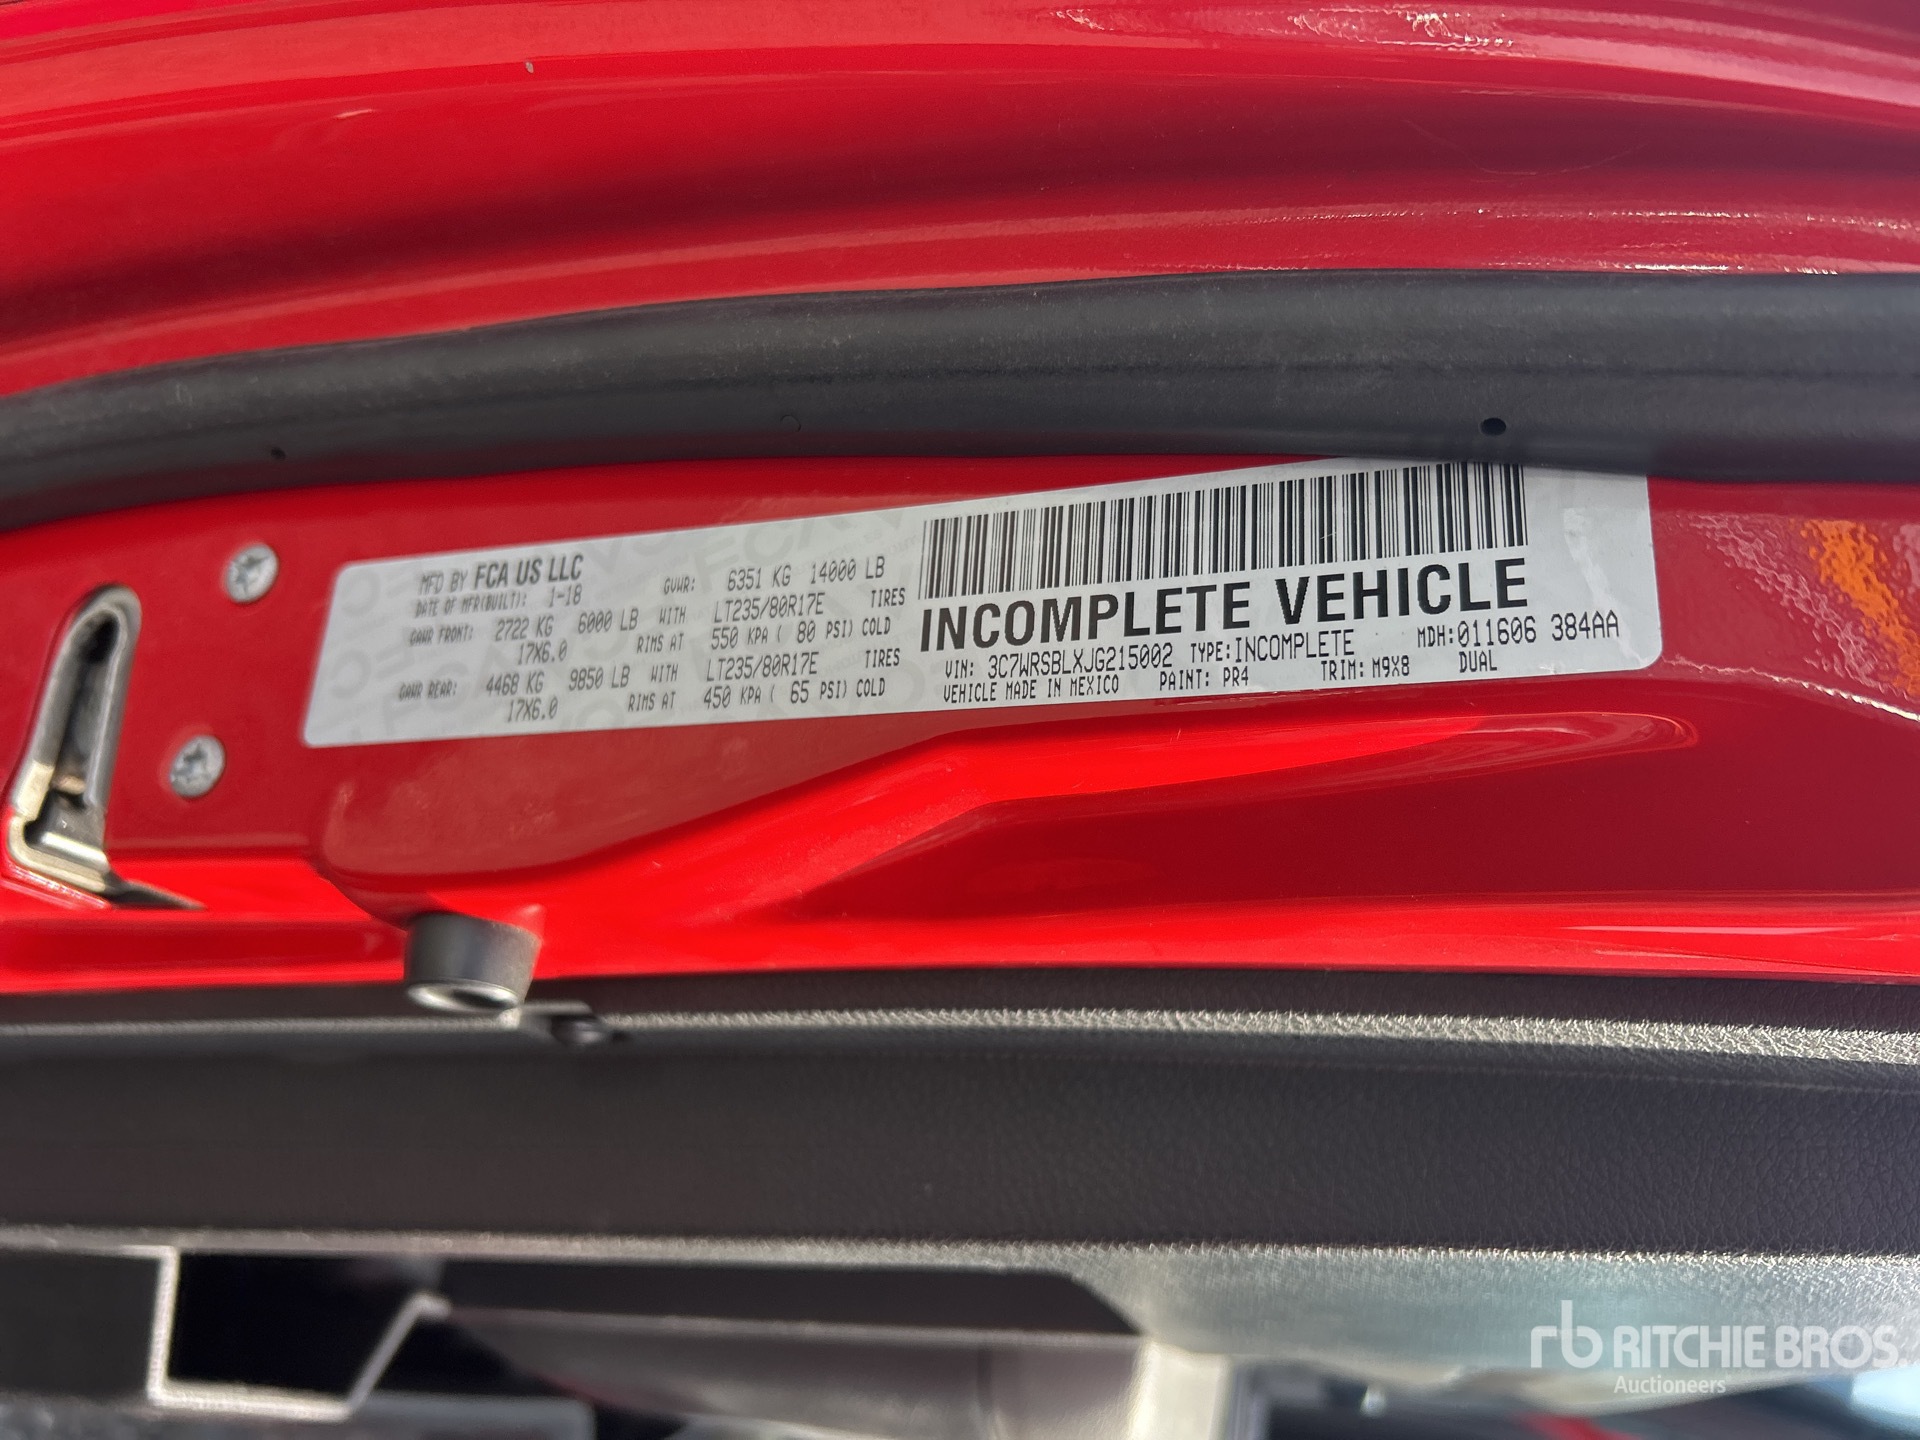 MFD BY FCA US LLC
DATE OF MFR(BUILT): 1-18 GVWR: 6351 KG 14000 LB
GAWR FRONT: 2722 KG 6000 LB WITH LT235/80R17E TIRES
17X6.0 RIMS AT 550 KPA ( 80 PSI) COLD
GAWR REAR: 4468 KG 9850 LB WITH LT235/80R17E TIRES
17X6.0 RIMS AT 450 KPA ( 65 PSI) COLD
INCOMPLETE VEHICLE
VIN: 3C7WRSBLXJG215002 TYPE:INCOMPLETE MDH:011606 384AA
VEHICLE MADE IN MEXICO PAINT: PR4 TRIM: M9X8 DUAL
rb RITCHIE BROS.
Auctioneers